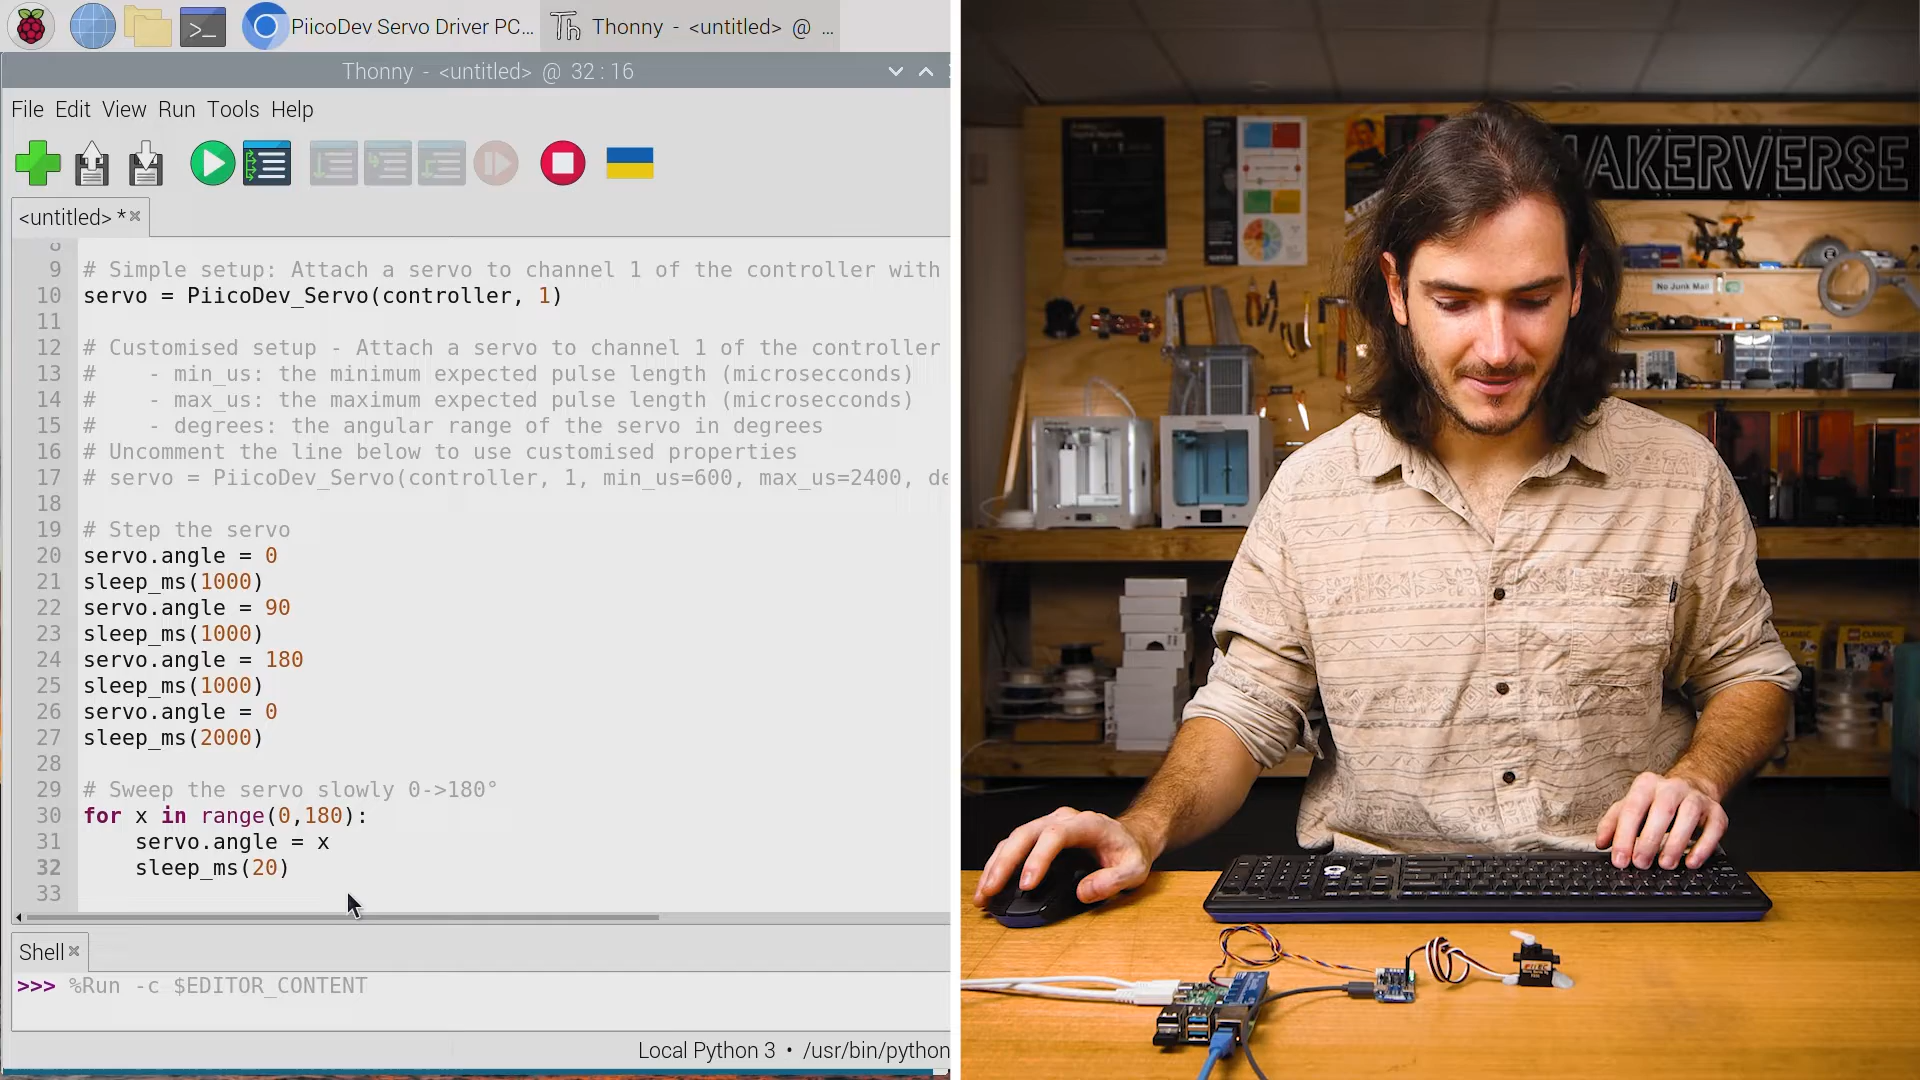 PiicoDev Servo Driver PC...
Thonny - <untitled> @ ...
Thonny - <untitled> @ 32 : 16
File Edit View Run Tools Help
<untitled> *
8
9 # Simple setup: Attach a servo to channel 1 of the controller with
10 servo = PiicoDev_Servo(controller, 1)
11
12 # Customised setup - Attach a servo to channel 1 of the controller
13 #    - min_us: the minimum expected pulse length (microsecconds)
14 #    - max_us: the maximum expected pulse length (microsecconds)
15 #    - degrees: the angular range of the servo in degrees
16 # Uncomment the line below to use customised properties
17 # servo = PiicoDev_Servo(controller, 1, min_us=600, max_us=2400, de
18
19 # Step the servo
20 servo.angle = 0
21 sleep_ms(1000)
22 servo.angle = 90
23 sleep_ms(1000)
24 servo.angle = 180
25 sleep_ms(1000)
26 servo.angle = 0
27 sleep_ms(2000)
28
29 # Sweep the servo slowly 0->180°
30 for x in range(0,180):
31     servo.angle = x
32     sleep_ms(20)
33
Shell
>>> %Run -c $EDITOR_CONTENT
Local Python 3 • /usr/bin/python
MAKERVERSE
No Junk Mail
CLASSIC